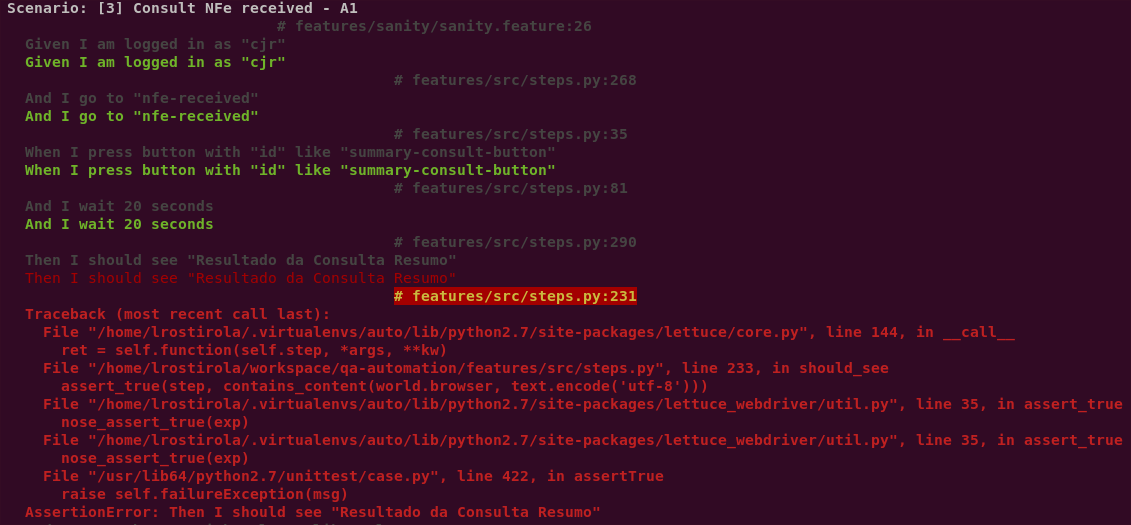 Scenario: [3] Consult NFe received - A1
# features/sanity/sanity.feature:26
Given I am logged in as "cjr"
Given I am logged in as "cjr"
# features/src/steps.py:268
And I go to "nfe-received"
And I go to "nfe-received"
# features/src/steps.py:35
When I press button with "id" like "summary-consult-button"
When I press button with "id" like "summary-consult-button"
# features/src/steps.py:81
And I wait 20 seconds
And I wait 20 seconds
# features/src/steps.py:290
Then I should see "Resultado da Consulta Resumo"
Then I should see "Resultado da Consulta Resumo"
# features/src/steps.py:231
Traceback (most recent call last):
File "/home/lrostirola/.virtualenvs/auto/lib/python2.7/site-packages/lettuce/core.py", line 144, in __call__
ret = self.function(self.step, *args, **kw)
File "/home/lrostirola/workspace/qa-automation/features/src/steps.py", line 233, in should_see
assert_true(step, contains_content(world.browser, text.encode('utf-8')))
File "/home/lrostirola/.virtualenvs/auto/lib/python2.7/site-packages/lettuce_webdriver/util.py", line 35, in assert_true
nose_assert_true(exp)
File "/home/lrostirola/.virtualenvs/auto/lib/python2.7/site-packages/lettuce_webdriver/util.py", line 35, in assert_true
nose_assert_true(exp)
File "/usr/lib64/python2.7/unittest/case.py", line 422, in assertTrue
raise self.failureException(msg)
AssertionError: Then I should see "Resultado da Consulta Resumo"